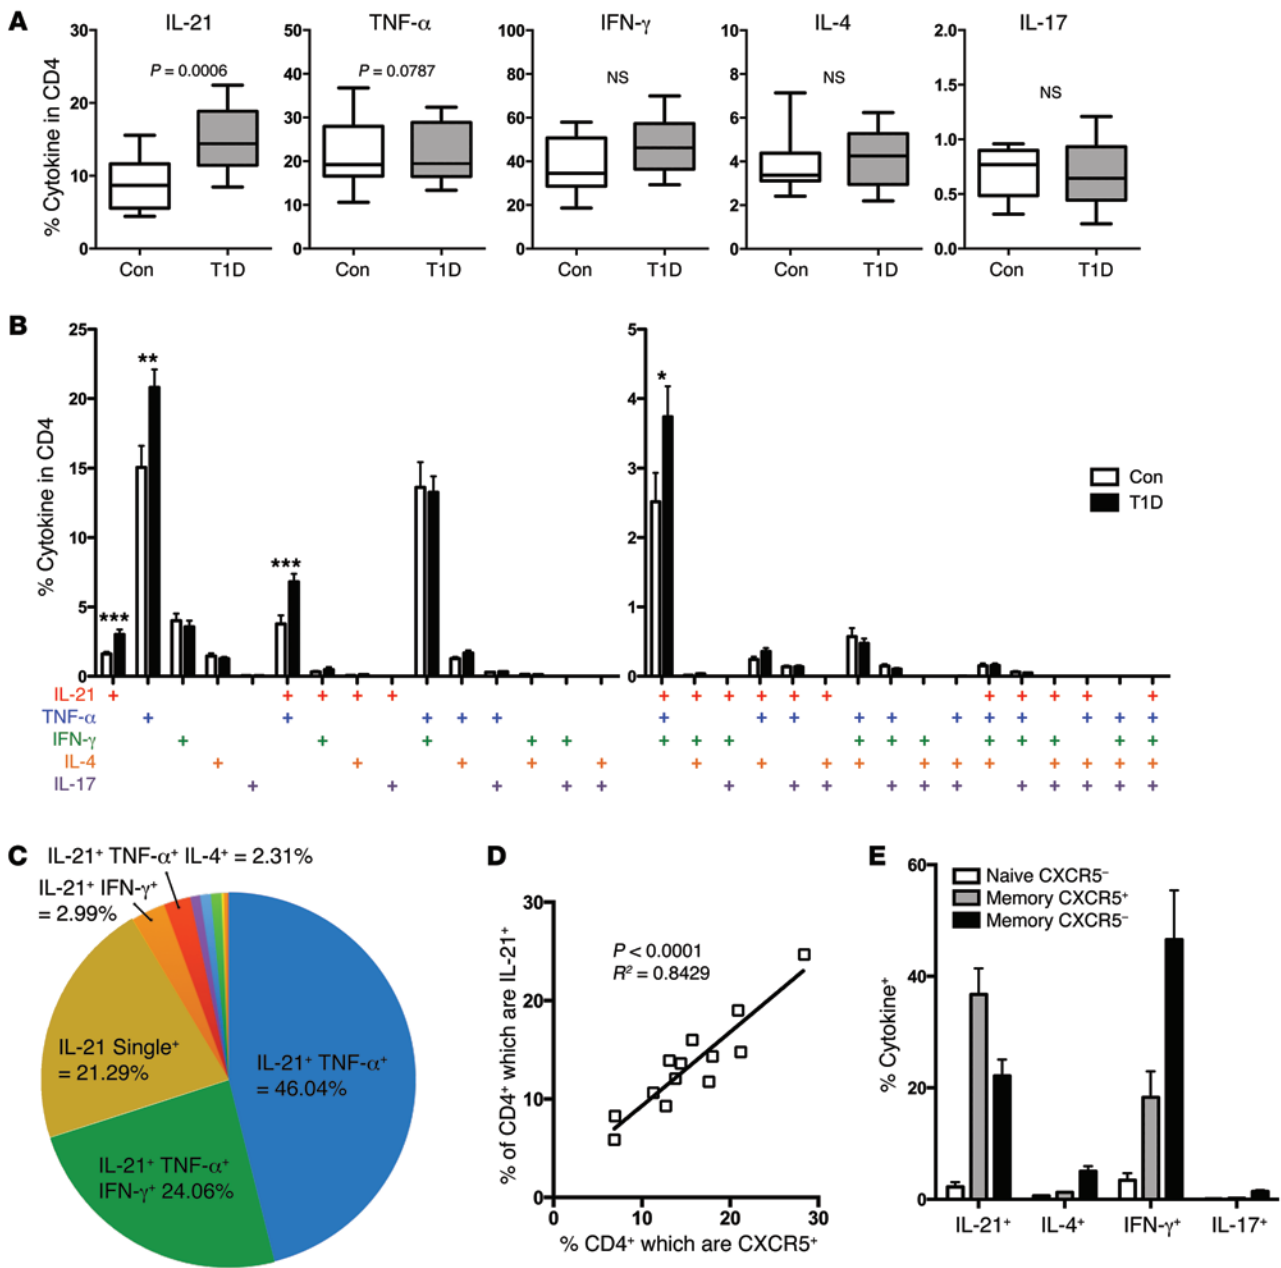 A
IL-21
TNF-α
IFN-γ
IL-4
IL-17
% Cytokine in CD4
30
20
10
0
P = 0.0006
Con
T1D
50
40
30
20
10
0
P = 0.0787
Con
T1D
100
80
60
40
20
0
NS
Con
T1D
10
8
6
4
2
0
NS
Con
T1D
2.0
1.5
1.0
0.5
0.0
NS
Con
T1D
B
% Cytokine in CD4
25
20
15
10
5
0
***
**
***
5
4
3
2
1
0
*
Con
T1D
IL-21 + + + + + + + + + + + + + + + +
TNF-α + + + + + + + + + + + + + + + +
IFN-γ + + + + + + + + + + + + + + + +
IL-4 + + + + + + + + + + + + + + + +
IL-17 + + + + + + + + + + + + + + + +
C
IL-21⁺ TNF-α⁺ IL-4⁺ = 2.31%
IL-21⁺ IFN-γ⁺
= 2.99%
IL-21 Single⁺
= 21.29%
IL-21⁺ TNF-α⁺
= 46.04%
IL-21⁺ TNF-α⁺
IFN-γ⁺ 24.06%
D
% of CD4⁺ which are IL-21⁺
30
20
10
0
P < 0.0001
R² = 0.8429
0 10 20 30
% CD4⁺ which are CXCR5⁺
E
% Cytokine⁺
60
40
20
0
Naive CXCR5⁻
Memory CXCR5⁺
Memory CXCR5⁻
IL-21⁺ IL-4⁺ IFN-γ⁺ IL-17⁺